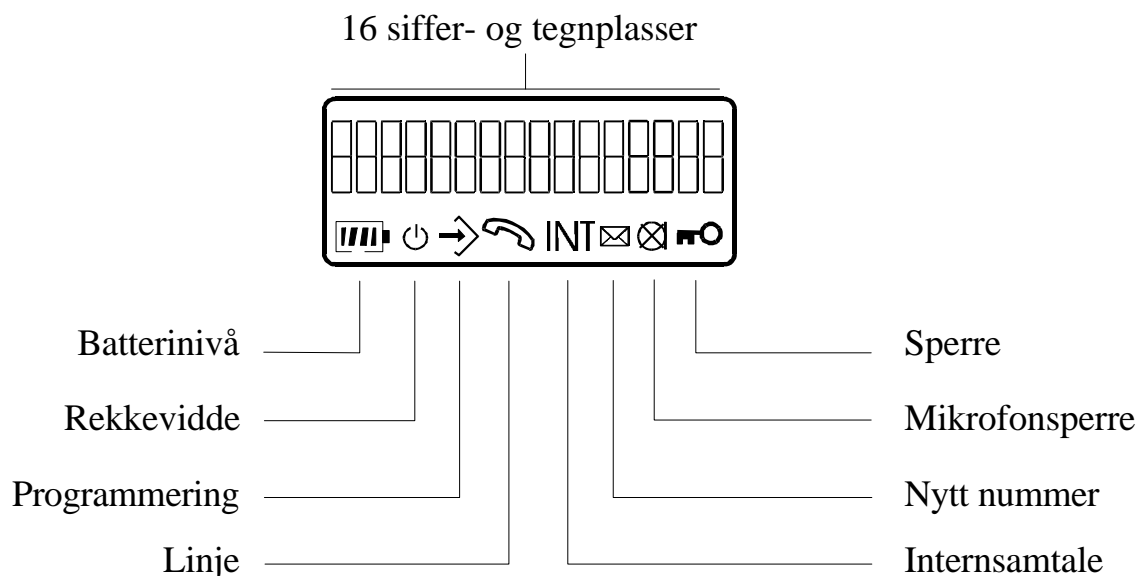 16 siffer- og tegnplasser
INT
Batterinivå
Sperre
Rekkevidde
Mikrofonsperre
Programmering
Nytt nummer
Linje
Internsamtale